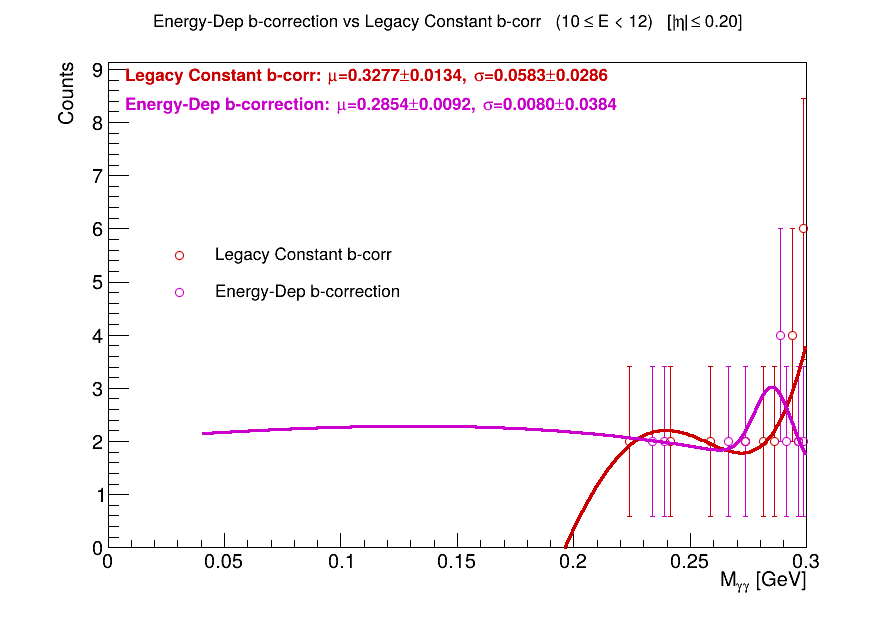 Energy-Dep b-correction vs Legacy Constant b-corr (10 ≤ E < 12) [|η| ≤ 0.20]
Legacy Constant b-corr: μ=0.3277±0.0134, σ=0.0583±0.0286
Energy-Dep b-correction: μ=0.2854±0.0092, σ=0.0080±0.0384
Counts
9
8
7
6
5
4
3
2
1
0
Legacy Constant b-corr
Energy-Dep b-correction
0 0.05 0.1 0.15 0.2 0.25 0.3
M_γγ [GeV]